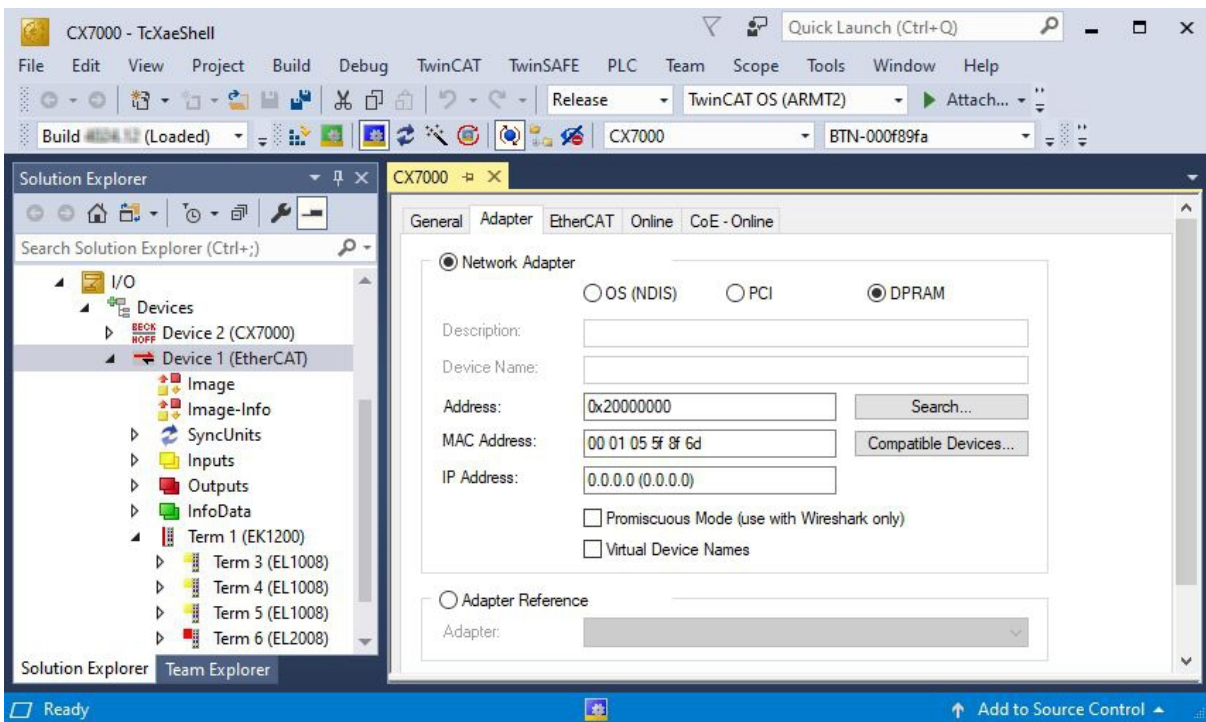 CX7000 - TcXaeShell
Quick Launch (Ctrl+Q)
File Edit View Project Build Debug TwinCAT TwinSAFE PLC Team Scope Tools Window Help
Release TwinCAT OS (ARMT2) Attach...
Build (Loaded) CX7000 BTN-000f89fa
Solution Explorer
Search Solution Explorer (Ctrl+;)
I/O
Devices
BECK
HOFF
Device 2 (CX7000)
Device 1 (EtherCAT)
Image
Image-Info
SyncUnits
Inputs
Outputs
InfoData
Term 1 (EK1200)
Term 3 (EL1008)
Term 4 (EL1008)
Term 5 (EL1008)
Term 6 (EL2008)
Solution Explorer Team Explorer
CX7000
General Adapter EtherCAT Online CoE - Online
Network Adapter
OS (NDIS) PCI DPRAM
Description:
Device Name:
Address: 0x20000000 Search...
MAC Address: 00 01 05 5f 8f 6d Compatible Devices...
IP Address: 0.0.0.0 (0.0.0.0)
Promiscuous Mode (use with Wireshark only)
Virtual Device Names
Adapter Reference
Adapter:
Ready Add to Source Control